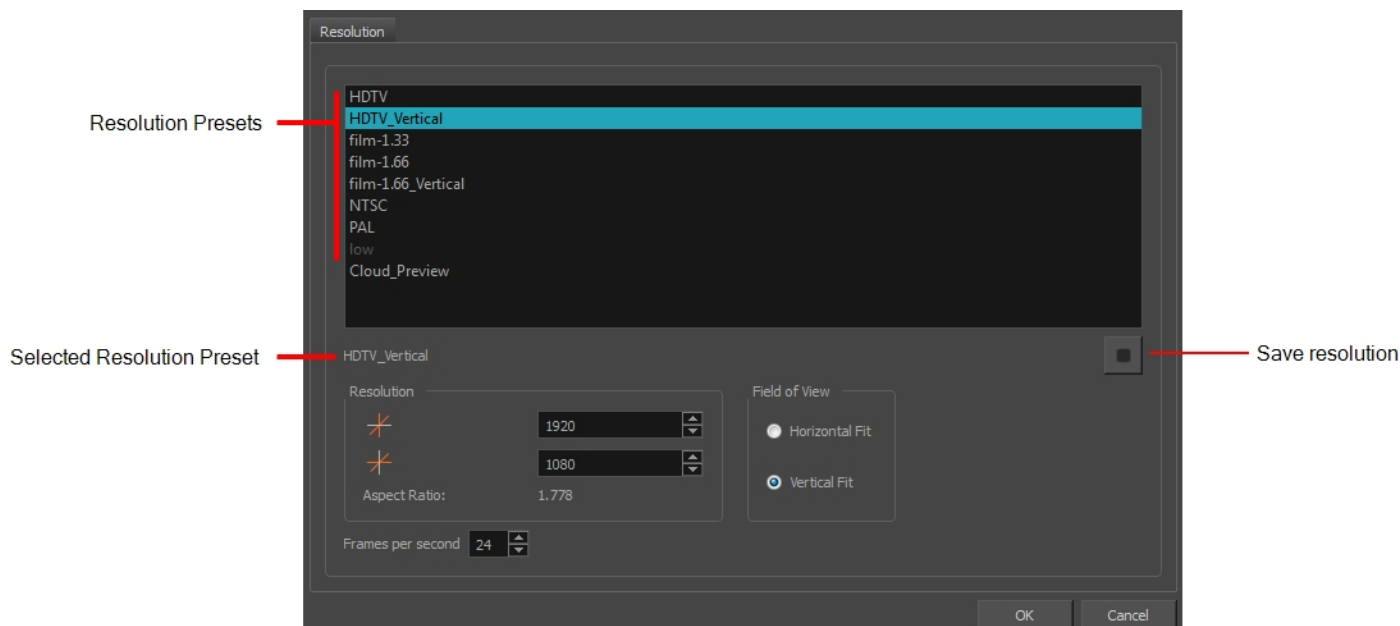 Resolution
Resolution Presets
HDTV
HDTV_Vertical
film-1.33
film-1.66
film-1.66_Vertical
NTSC
PAL
low
Cloud_Preview
Selected Resolution Preset
HDTV_Vertical
Save resolution
Resolution
1920
1080
Aspect Ratio: 1.778
Field of View
Horizontal Fit
Vertical Fit
Frames per second 24
OK Cancel